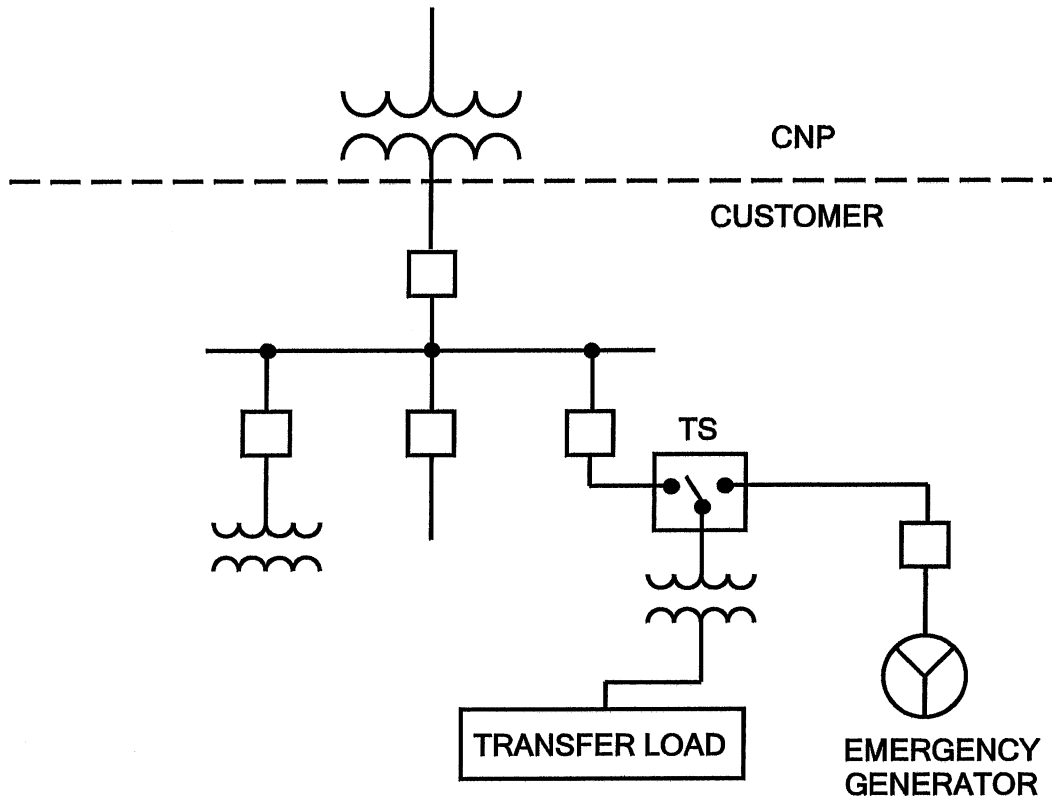 CNP
CUSTOMER
TS
TRANSFER LOAD
EMERGENCY
GENERATOR